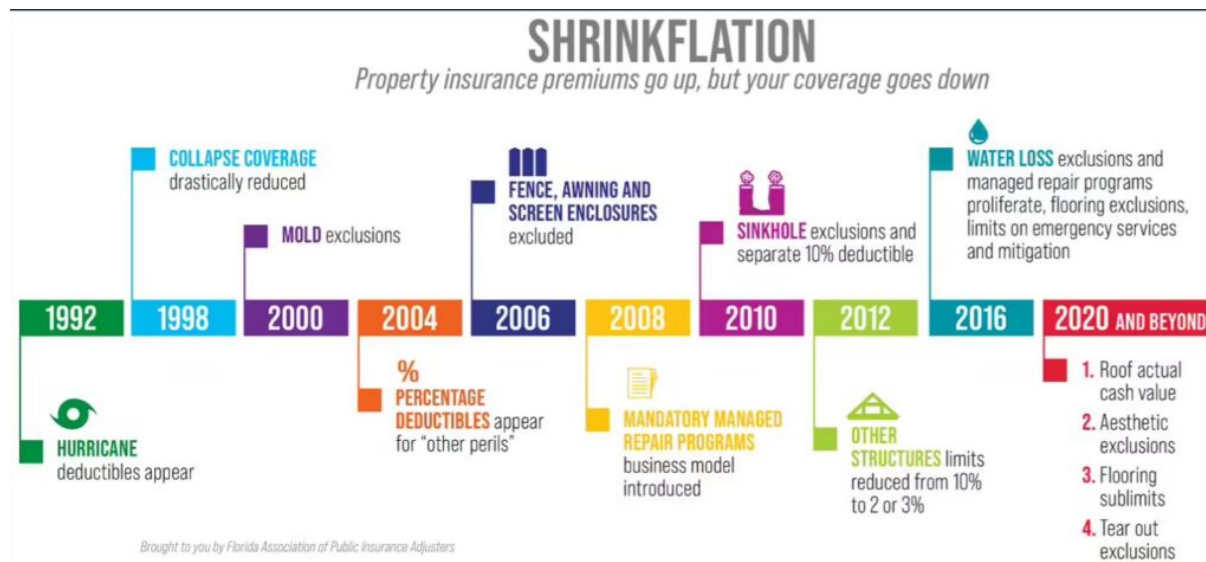 SHRINKFLATION
Property insurance premiums go up, but your coverage goes down
COLLAPSE COVERAGE
drastically reduced
MOLD exclusions
FENCE, AWNING AND
SCREEN ENCLOSURES
excluded
SINKHOLE exclusions and
separate 10% deductible
WATER LOSS exclusions and
managed repair programs
proliferate, flooring exclusions,
limits on emergency services
and mitigation
1992
1998
2000
2004
2006
2008
2010
2012
2016
2020 AND BEYOND
HURRICANE
deductibles appear
%
PERCENTAGE
DEDUCTIBLES appear
for “other perils”
MANDATORY MANAGED
REPAIR PROGRAMS
business model
introduced
OTHER
STRUCTURES limits
reduced from 10%
to 2 or 3%
1. Roof actual
cash value
2. Aesthetic
exclusions
3. Flooring
sublimits
4. Tear out
exclusions
Brought to you by Florida Association of Public Insurance Adjusters